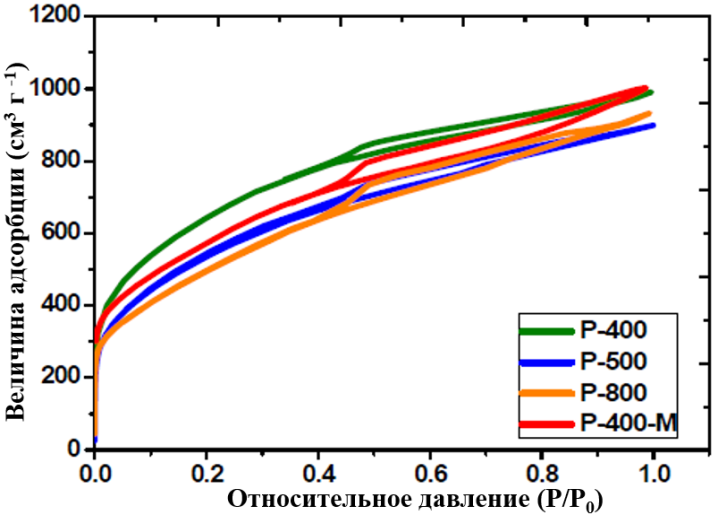 1200
1000
800
600
400
200
0
Величина адсорбции (см³ г⁻¹)
P-400
P-500
P-800
P-400-M
0.0 0.2 0.4 0.6 0.8 1.0
Относительное давление (P/P₀)